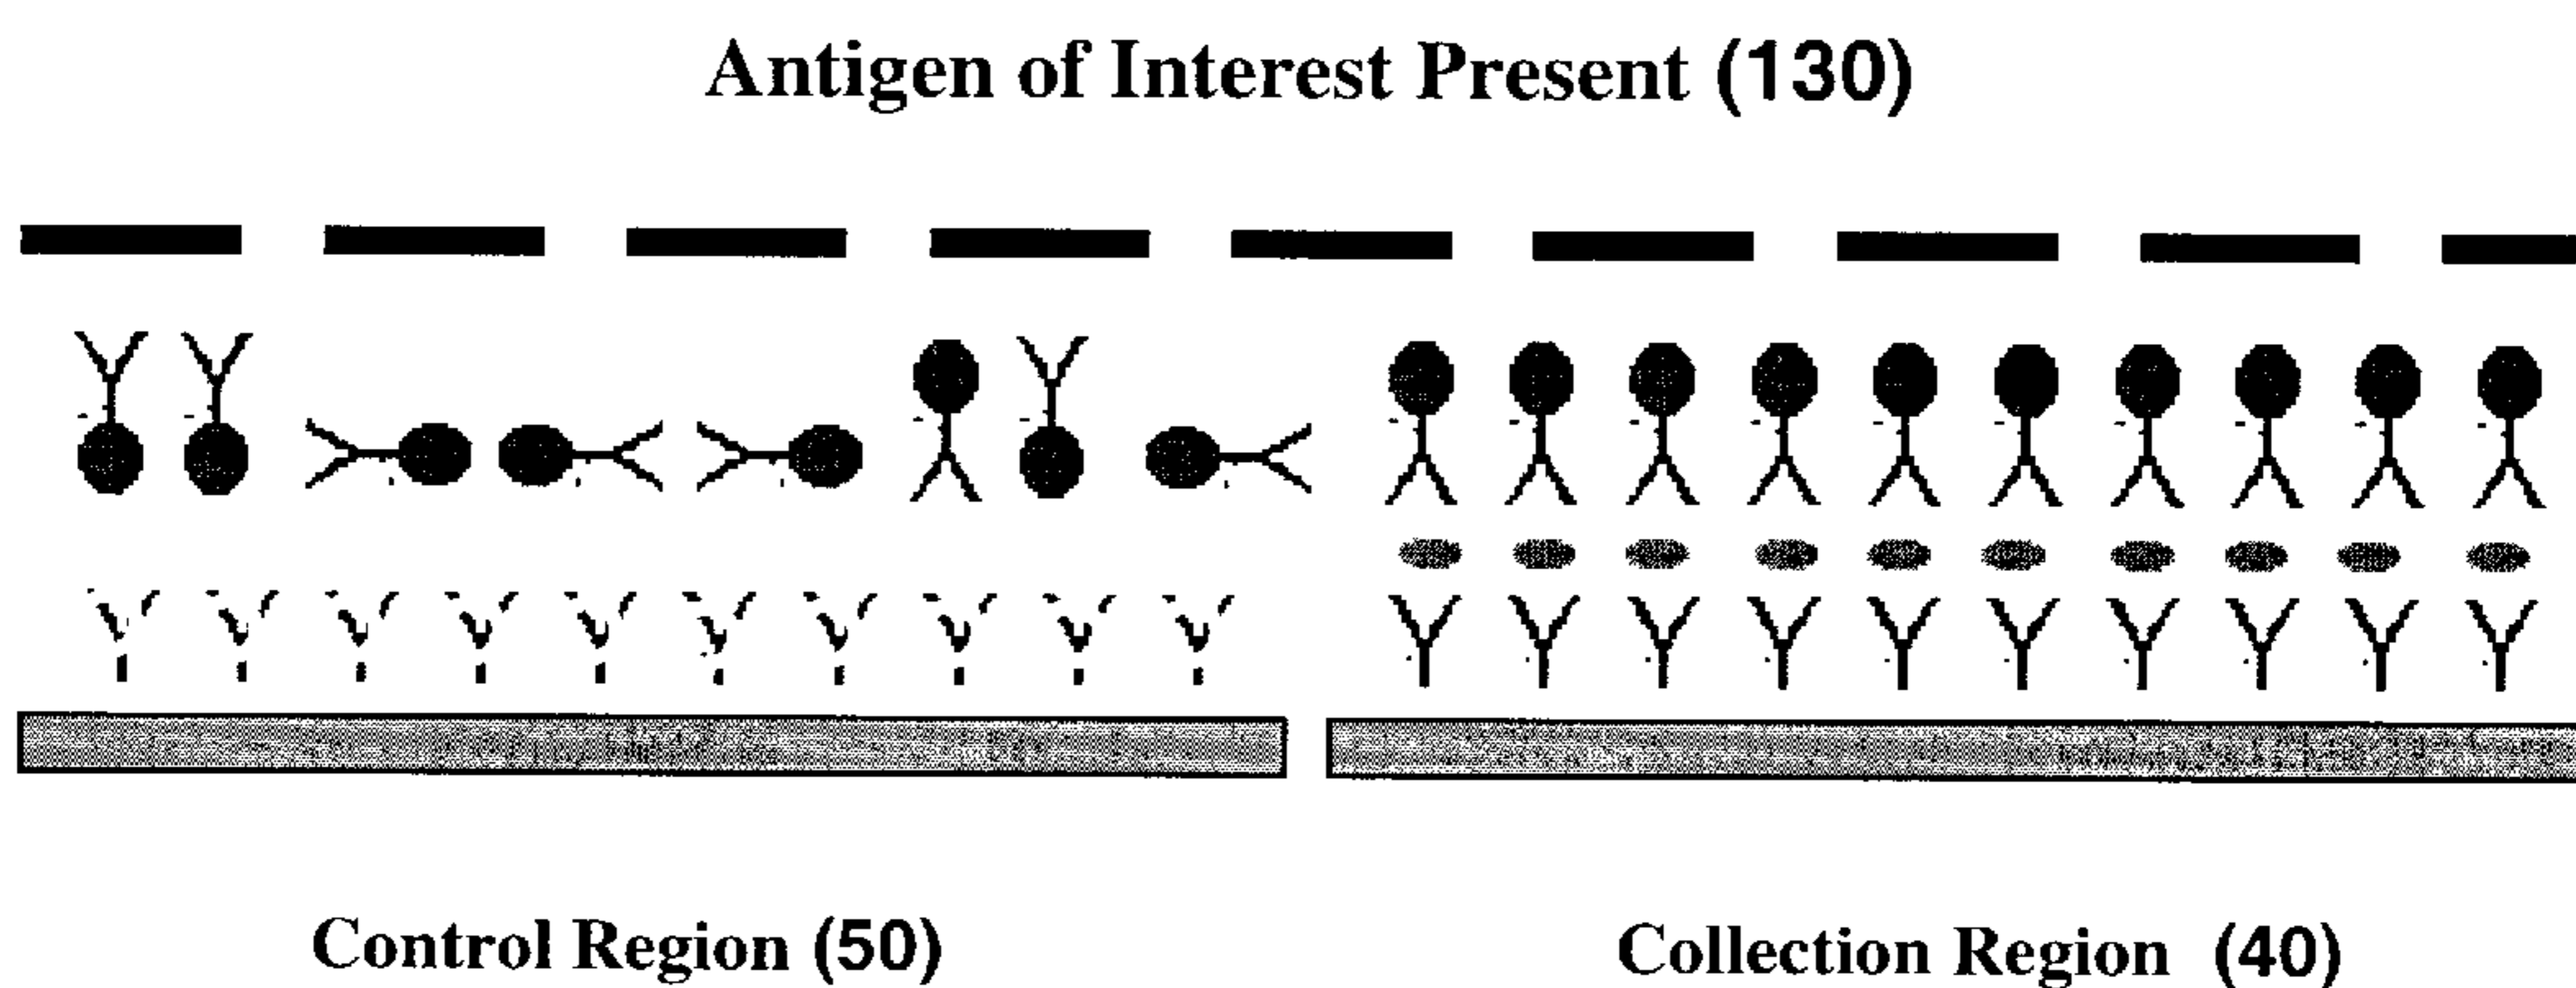 Antigen of Interest Present (130)
Control Region (50)
Collection Region (40)